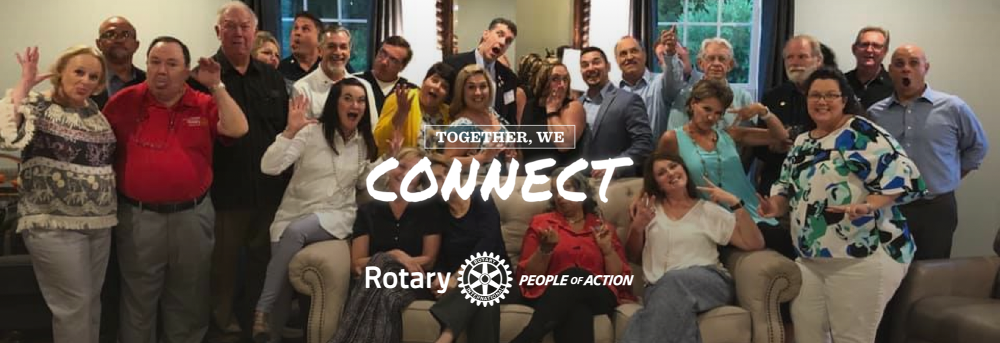 TOGETHER, WE
CONNECT
Rotary
ROTARY
INTERNATIONAL
PEOPLE OF ACTION